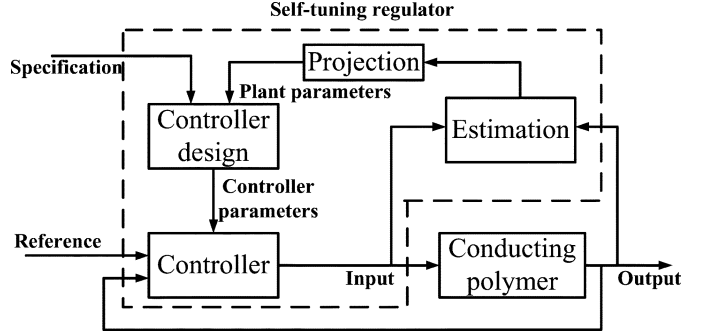 Self-tuning regulator
Specification
Projection
Plant parameters
Controller
design
Estimation
Controller
parameters
Reference
Controller
Input
Conducting
polymer
Output